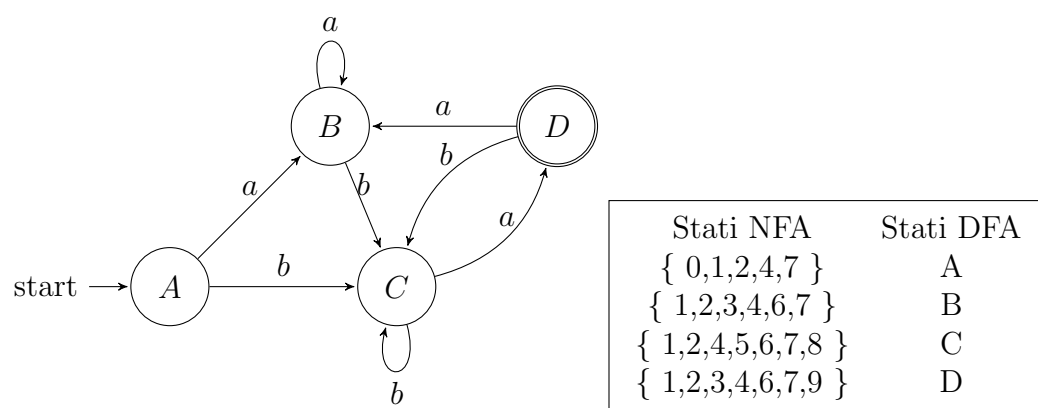 a
B
a
D
b
a
b
a
start
A
b
C
b
Stati NFA Stati DFA
{ 0,1,2,4,7 } A
{ 1,2,3,4,6,7 } B
{ 1,2,4,5,6,7,8 } C
{ 1,2,3,4,6,7,9 } D